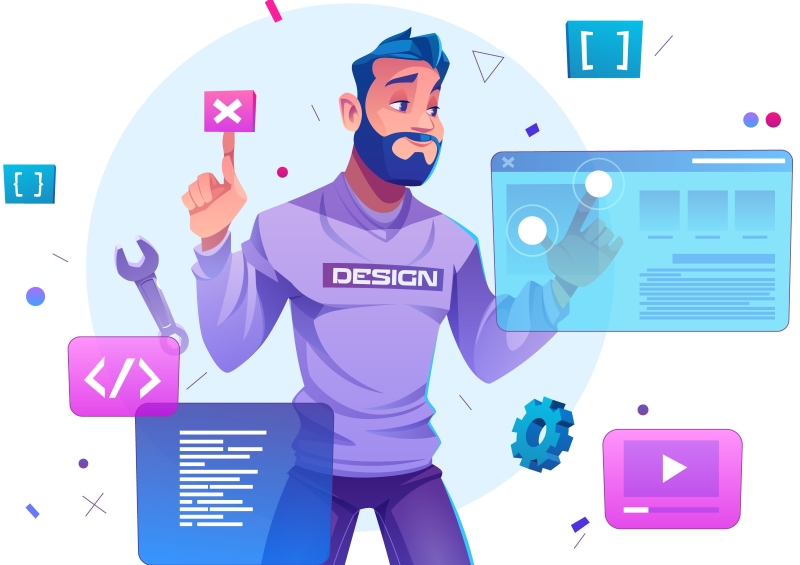 [ ]
{ }
DESIGN
</>